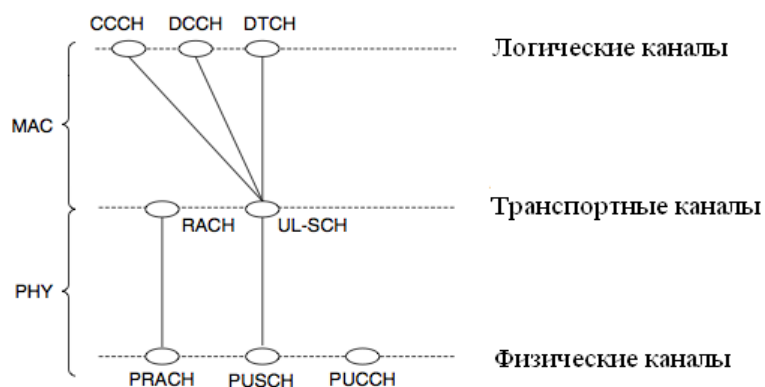 CCCH DCCH DTCH
Логические каналы
MAC
RACH UL-SCH
Транспортные каналы
PHY
Физические каналы
PRACH PUSCH PUCCH